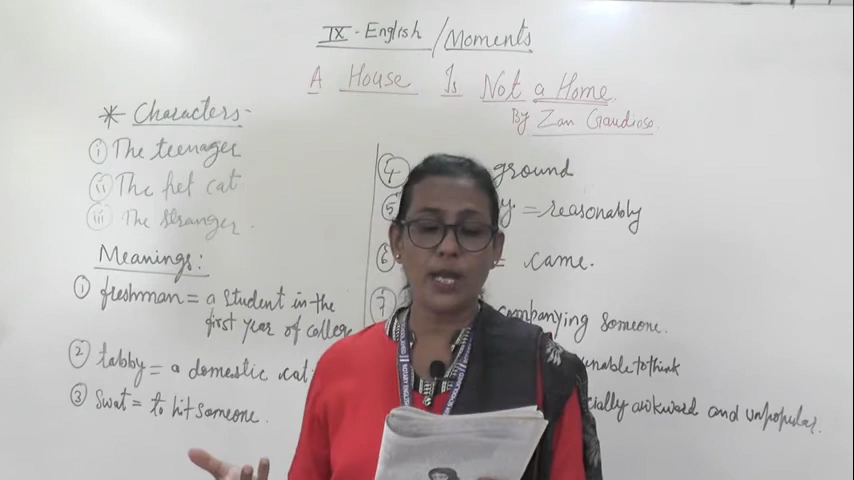 IX - English / Moments
A House Is Not a Home
By Zan Gaudioso.
* Characters-
i The teenager
ii The pet cat
iii The stranger.
Meanings:
1 freshman = a student in the
first year of college
2 tabby = a domestic cat.
3 swat = to hit someone.
4 ground
5 y. = reasonably
6 = came.
7 companying someone.
unable to think
cially awkward and unpopular.